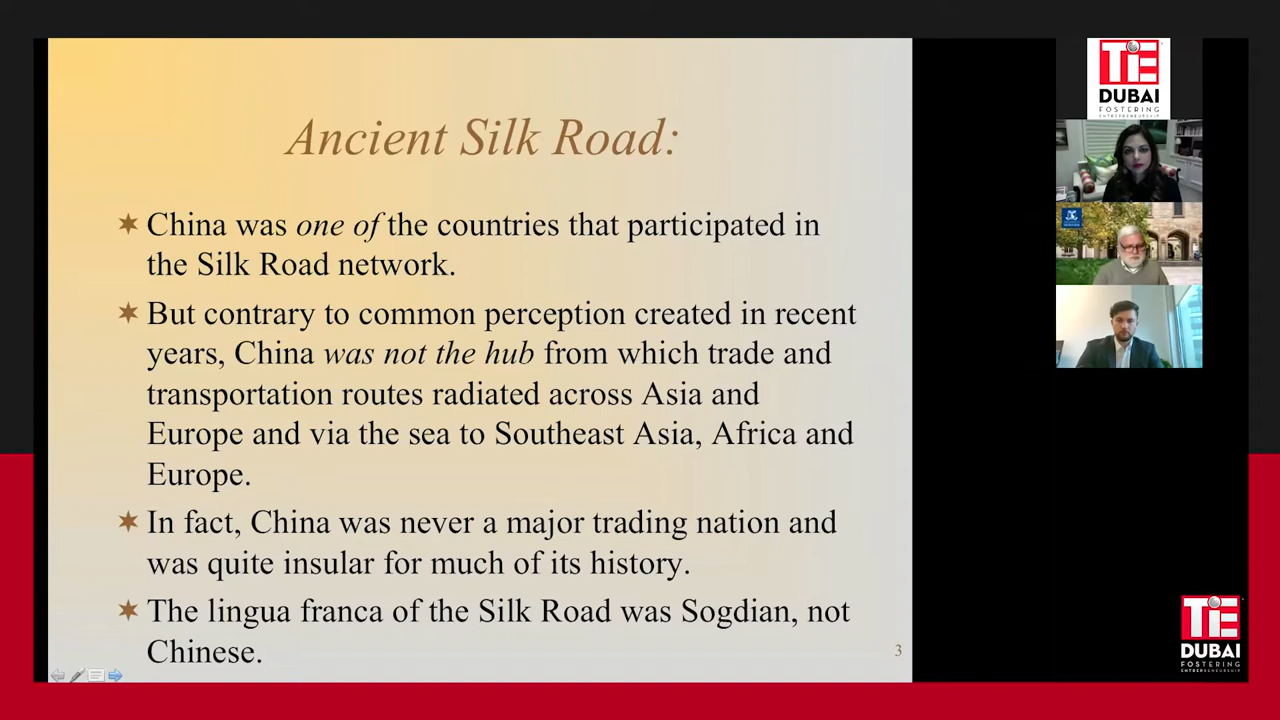 Ancient Silk Road:
China was one of the countries that participated in
the Silk Road network.
But contrary to common perception created in recent
years, China was not the hub from which trade and
transportation routes radiated across Asia and
Europe and via the sea to Southeast Asia, Africa and
Europe.
In fact, China was never a major trading nation and
was quite insular for much of its history.
The lingua franca of the Silk Road was Sogdian, not
Chinese.
3
TiE
DUBAI
FOSTERING
ENTREPRENEURSHIP
TiE
DUBAI
FOSTERING
ENTREPRENEURSHIP